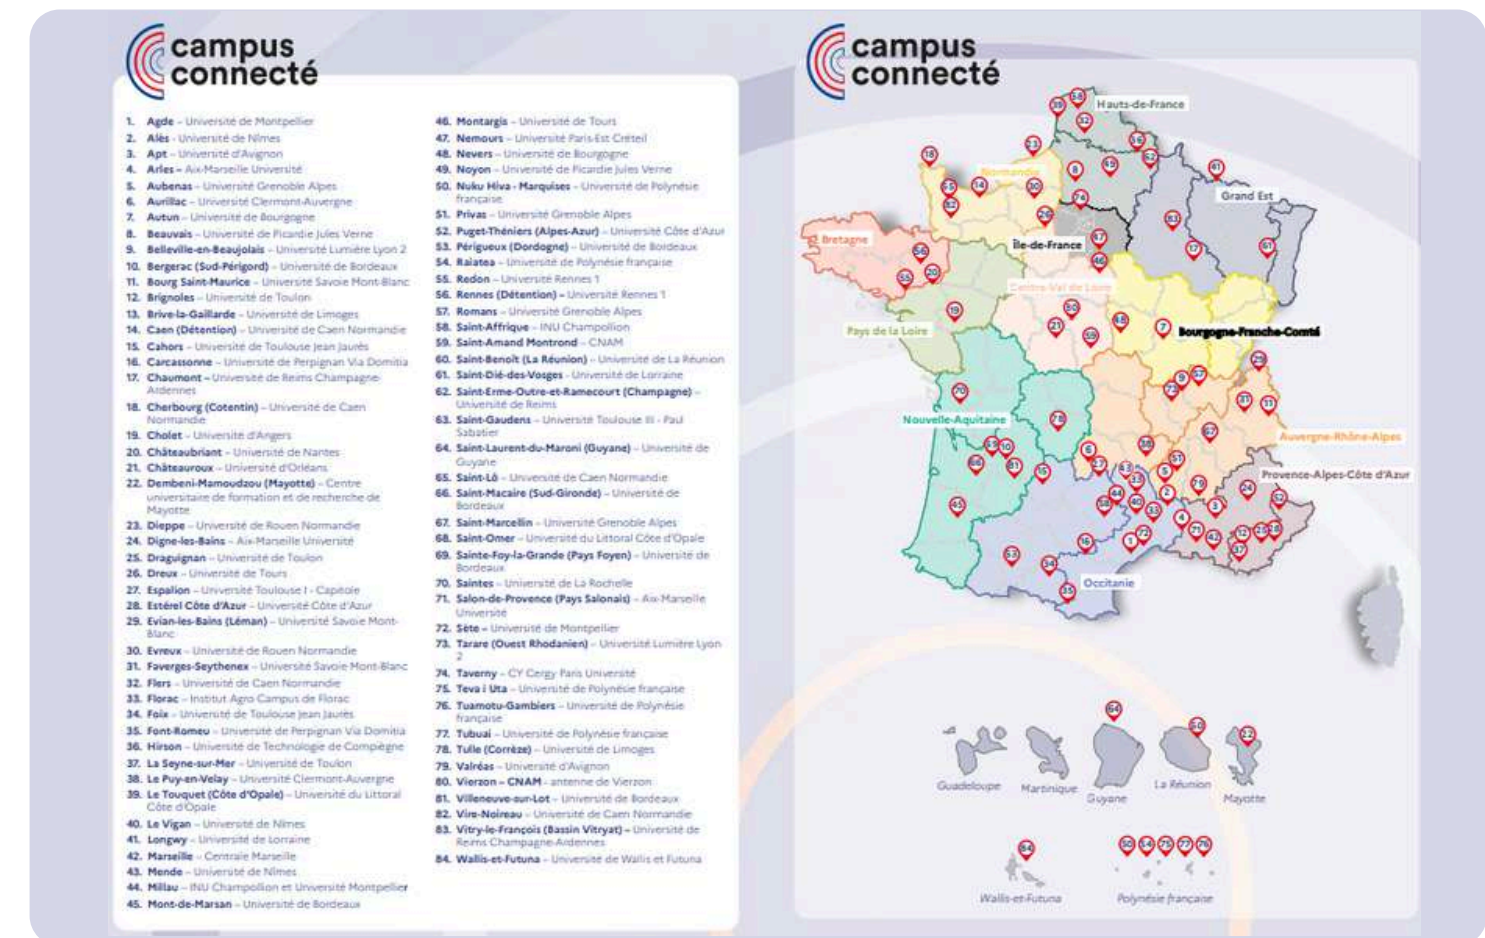 campus
connecté
1. Agde – Université de Montpellier
2. Alès - Université de Nîmes
3. Apt – Université d'Avignon
4. Arles – Aix-Marseille Université
5. Aubenas – Université Grenoble Alpes
6. Aurillac – Université Clermont-Auvergne
7. Autun – Université de Bourgogne
8. Beauvais – Université de Picardie Jules Verne
9. Belleville-en-Beaujolais – Université Lumière Lyon 2
10. Bergerac (Sud-Périgord) – Université de Bordeaux
11. Bourg Saint-Maurice – Université Savoie Mont-Blanc
12. Brignoles – Université de Toulon
13. Brive-la-Gaillarde – Université de Limoges
14. Caen (Détention) – Université de Caen Normandie
15. Cahors – Université de Toulouse Jean Jaurès
16. Carcassonne – Université de Perpignan Via Domitia
17. Chaumont – Université de Reims Champagne-
Ardennes
18. Cherbourg (Cotentin) – Université de Caen
Normandie
19. Cholet – Université d'Angers
20. Châteaubriant – Université de Nantes
21. Châteauroux – Université d'Orléans
22. Dembeni-Mamoudzou (Mayotte) – Centre
universitaire de formation et de recherche de
Mayotte
23. Dieppe – Université de Rouen Normandie
24. Digne-les-Bains – Aix-Marseille Université
25. Draguignan – Université de Toulon
26. Dreux – Université de Tours
27. Espalion – Université Toulouse I - Capitole
28. Estérel Côte d'Azur – Université Côte d'Azur
29. Evian-les-Bains (Léman) – Université Savoie Mont-
Blanc
30. Evreux – Université de Rouen Normandie
31. Faverges-Seythenex – Université Savoie Mont-Blanc
32. Flers – Université de Caen Normandie
33. Florac – Institut Agro Campus de Florac
34. Foix – Université de Toulouse Jean Jaurès
35. Font-Romeu – Université de Perpignan Via Domitia
36. Hirson – Université de Technologie de Compiègne
37. La Seyne-sur-Mer – Université de Toulon
38. Le Puy-en-Velay – Université Clermont-Auvergne
39. Le Touquet (Côte d'Opale) – Université du Littoral
Côte d'Opale
40. Le Vigan – Université de Nîmes
41. Longwy – Université de Lorraine
42. Marseille – Centrale Marseille
43. Mende – Université de Nîmes
44. Millau – INU Champollion et Université Montpellier
45. Mont-de-Marsan – Université de Bordeaux
46. Montargis – Université de Tours
47. Nemours – Université Paris-Est Créteil
48. Nevers – Université de Bourgogne
49. Noyon – Université de Picardie Jules Verne
50. Nuku Hiva - Marquises – Université de Polynésie
française
51. Privas – Université Grenoble Alpes
52. Puget-Théniers (Alpes-Azur) – Université Côte d'Azur
53. Périgueux (Dordogne) – Université de Bordeaux
54. Raiatea – Université de Polynésie française
55. Redon – Université Rennes 1
56. Rennes (Détention) – Université Rennes 1
57. Romans – Université Grenoble Alpes
58. Saint-Affrique – INU Champollion
59. Saint-Amand Montrond – CNAM
60. Saint-Benoît (La Réunion) – Université de La Réunion
61. Saint-Dié-des-Vosges - Université de Lorraine
62. Saint-Erme-Outre-et-Ramecourt (Champagne) –
Université de Reims
63. Saint-Gaudens – Université Toulouse III - Paul
Sabatier
64. Saint-Laurent-du-Maroni (Guyane) – Université de
Guyane
65. Saint-Lô – Université de Caen Normandie
66. Saint-Macaire (Sud-Gironde) – Université de
Bordeaux
67. Saint-Marcellin – Université Grenoble Alpes
68. Saint-Omer – Université du Littoral Côte d'Opale
69. Sainte-Foy-la-Grande (Pays Foyen) – Université de
Bordeaux
70. Saintes – Université de La Rochelle
71. Salon-de-Provence (Pays Salonais) – Aix-Marseille
Université
72. Sète – Université de Montpellier
73. Tarare (Ouest Rhodanien) – Université Lumière Lyon
2
74. Taverny – CY Cergy Paris Université
75. Teva i Uta – Université de Polynésie française
76. Tuamotu-Gambiers – Université de Polynésie
française
77. Tubuai – Université de Polynésie française
78. Tulle (Corrèze) – Université de Limoges
79. Valréas – Université d'Avignon
80. Vierzon – CNAM - antenne de Vierzon
81. Villeneuve-sur-Lot – Université de Bordeaux
82. Vire-Noireau – Université de Caen Normandie
83. Vitry-le-François (Bassin Vitryat) – Université de
Reims Champagne-Ardennes
84. Wallis-et-Futuna – Université de Wallis et Futuna
campus
connecté
Hauts-de-France
Normandie
Grand Est
Bretagne
Île-de-France
Centre-Val de Loire
Pays de la Loire
Bourgogne-Franche-Comté
Nouvelle-Aquitaine
Auvergne-Rhône-Alpes
Provence-Alpes-Côte d'Azur
Occitanie
Guadeloupe
Martinique
Guyane
La Réunion
Mayotte
84
50 54 75 77 76
Wallis-et-Futuna
Polynésie française